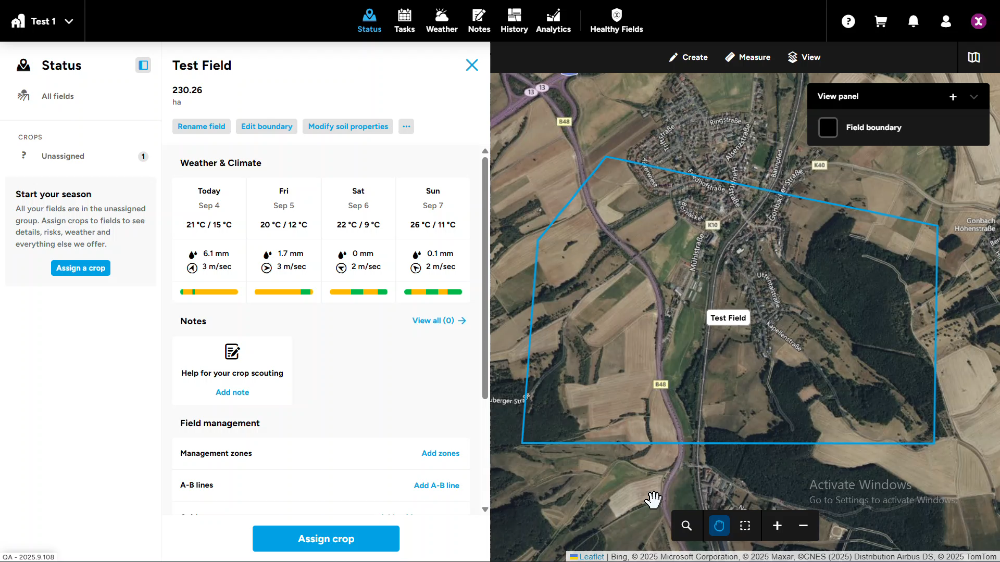 Test 1
Status
Tasks
Weather
Notes
History
Analytics
Healthy Fields
Status
All fields
CROPS
? Unassigned 1
Start your season
All your fields are in the unassigned
group. Assign crops to fields to see
details, risks, weather and
everything else we offer.
Assign a crop
QA - 2025.9.108
Test Field
230.26
ha
Rename field
Edit boundary
Modify soil properties
Weather & Climate
Today Fri Sat Sun
Sep 4 Sep 5 Sep 6 Sep 7
21 °C / 15 °C 20 °C / 12 °C 22 °C / 9 °C 26 °C / 11 °C
6.1 mm 1.7 mm 0 mm 0.1 mm
3 m/sec 3 m/sec 2 m/sec 2 m/sec
Notes View all (0)
Help for your crop scouting
Add note
Field management
Management zones Add zones
A-B lines Add A-B line
Assign crop
Create
Measure
View
View panel
Field boundary
13
13
B48
Ringstraße
Triftstraße
Alsenzstraße
Ackerwiese
Friedhofstraße
Hauptstraße
Bahnpfad
Gonbacher Straße
K40
Bornacker
K10
Gonbach
Höhenstraße
Mühlstraße
Uttentalstraße
Test Field
Kapellenstraße
B48
uberger Straße
Activate Windows
Go to Settings to activate Windows.
Leaflet | Bing, © 2025 Microsoft Corporation, © 2025 Maxar, ©CNES (2025) Distribution Airbus DS, © 2025 TomTom